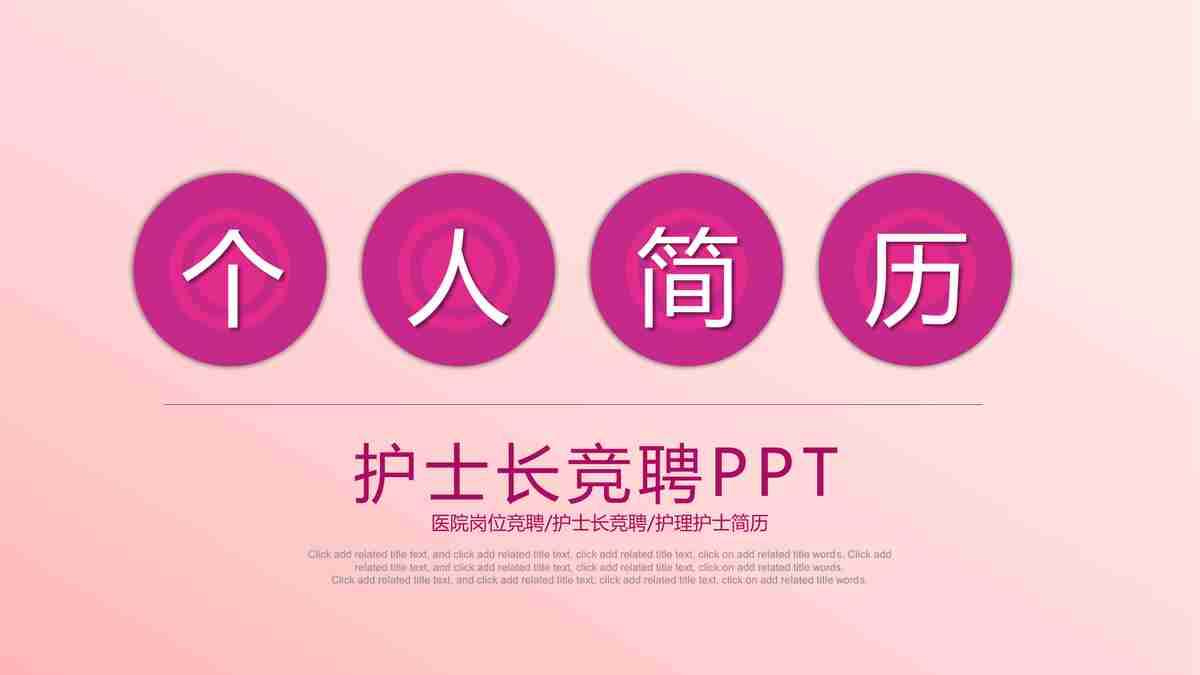 个人简历
护士长竞聘PPT
医院岗位竞聘/护士长竞聘/护理护士简历
Click add related title text, and click add related title text, click add related title text, click on add related title words. Click add
related title text, and click add related title text, click add related title text, click on add related title words.
Click add related title text, and click add related title text, click add related title text, click on add related title words.